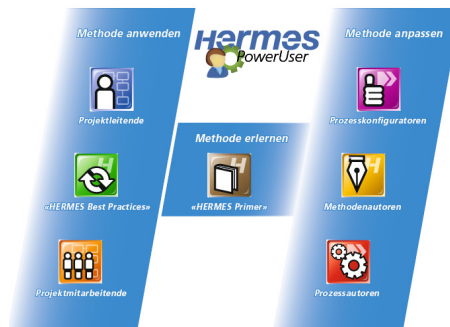 Methode anwenden
Projektleitende
«HERMES Best Practices»
Projektmitarbeitende
HERMES
PowerUser
Methode erlernen
H
«HERMES Primer»
Methode anpassen
Prozesskonfiguratoren
H
Methodenautoren
Prozessautoren